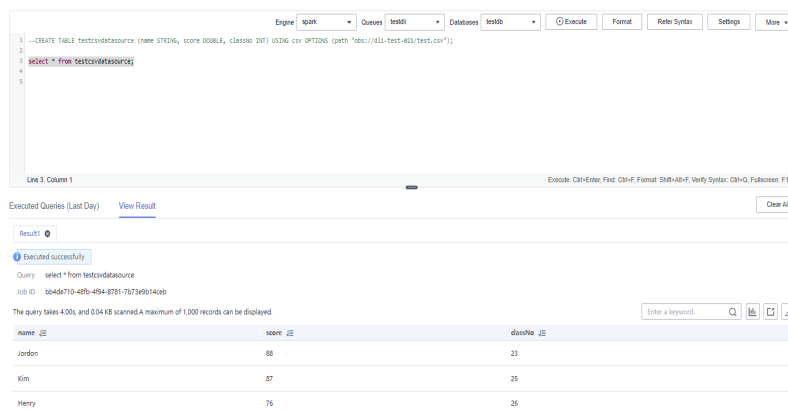 Engine spark Queues testdli Databases testdb Execute Format Refer Syntax Settings More
1 --CREATE TABLE testcsvdatasource (name STRING, score DOUBLE, classNo INT) USING csv OPTIONS (path "obs://dli-test-021/test.csv");
2
3 select * from testcsvdatasource;
4
5
Line 3, Column 1 Execute: Ctrl+Enter, Find: Ctrl+F, Format: Shift+Alt+F, Verify Syntax: Ctrl+Q, Fullscreen: F1
Executed Queries (Last Day) View Result Clear Al
Result1
Executed successfully
Query select * from testcsvdatasource
Job ID bb4de710-48fb-4f94-8781-7b73e9b14ceb
The query takes 4.00s, and 0.04 KB scanned.A maximum of 1,000 records can be displayed. Enter a keyword.
name score classNo
Jordon 88 23
Kim 87 25
Henry 76 26